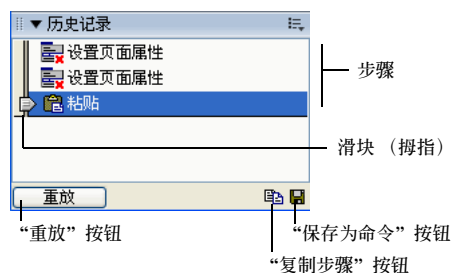 历史记录
设置页面属性
设置页面属性
粘贴
步骤
滑块 （拇指）
重放
“重放”按钮
“保存为命令”按钮
“复制步骤”按钮